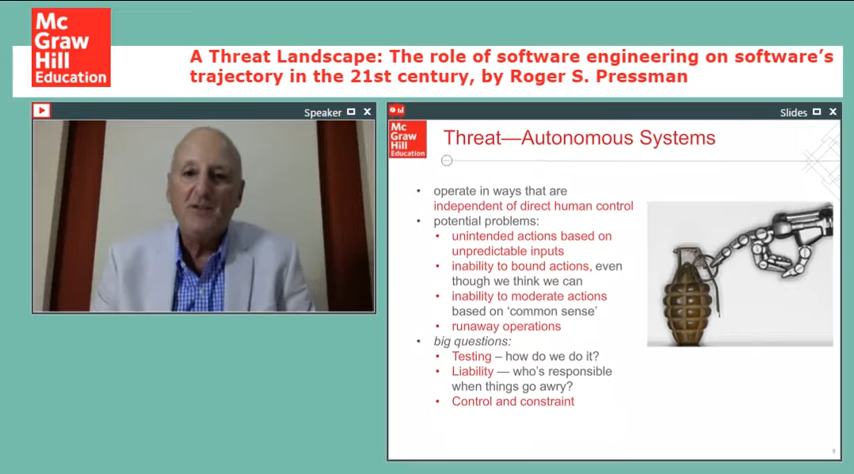 Mc
Graw
Hill
Education
A Threat Landscape: The role of software engineering on software's
trajectory in the 21st century, by Roger S. Pressman
Speaker
Slides
Mc
Graw
Hill
Education
Threat—Autonomous Systems
• operate in ways that are
independent of direct human control
• potential problems:
• unintended actions based on
unpredictable inputs
• inability to bound actions, even
though we think we can
• inability to moderate actions
based on ‘common sense’
• runaway operations
• big questions:
• Testing – how do we do it?
• Liability — who's responsible
when things go awry?
• Control and constraint